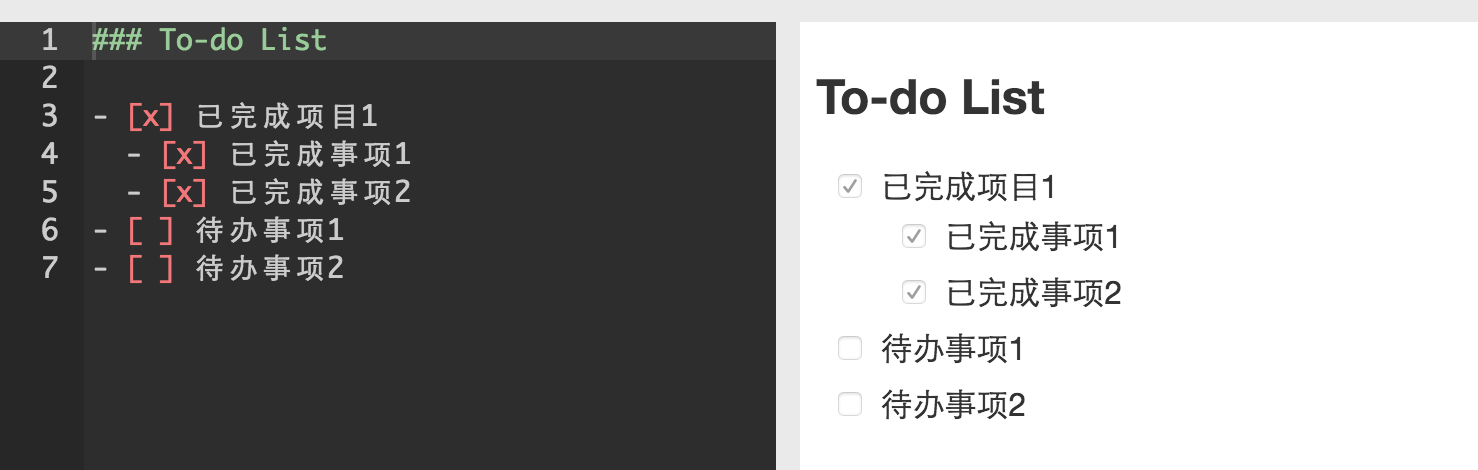 1 ### To-do List
2
3 - [x] 已完成项目1
4   - [x] 已完成事项1
5   - [x] 已完成事项2
6 - [ ] 待办事项1
7 - [ ] 待办事项2
To-do List
已完成项目1
已完成事项1
已完成事项2
待办事项1
待办事项2